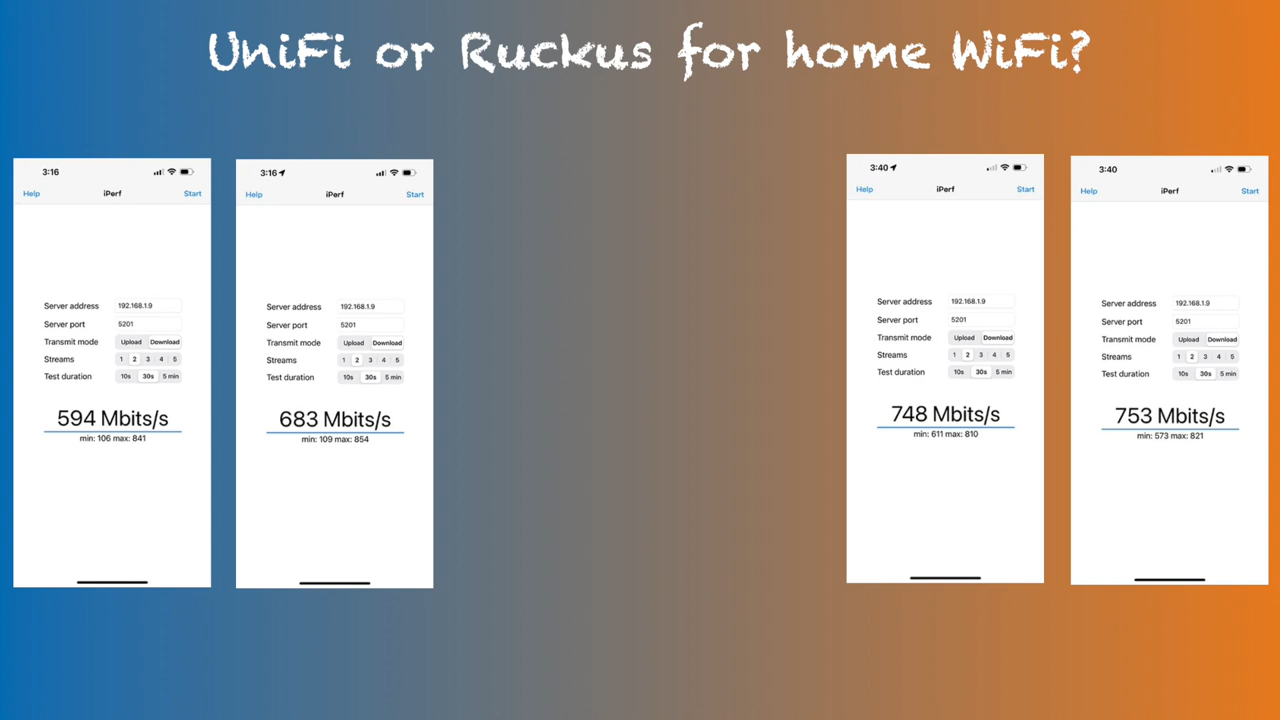 UniFi or Ruckus for home WiFi?
3:16
Help iPerf Start
Server address 192.168.1.9
Server port 5201
Transmit mode Upload Download
Streams 1 2 3 4 5
Test duration 10s 30s 5 min
594 Mbits/s
min: 106 max: 841
3:16
Help iPerf Start
Server address 192.168.1.9
Server port 5201
Transmit mode Upload Download
Streams 1 2 3 4 5
Test duration 10s 30s 5 min
683 Mbits/s
min: 109 max: 854
3:40
Help iPerf Start
Server address 192.168.1.9
Server port 5201
Transmit mode Upload Download
Streams 1 2 3 4 5
Test duration 10s 30s 5 min
748 Mbits/s
min: 611 max: 810
3:40
Help iPerf Start
Server address 192.168.1.9
Server port 5201
Transmit mode Upload Download
Streams 1 2 3 4 5
Test duration 10s 30s 5 min
753 Mbits/s
min: 573 max: 821